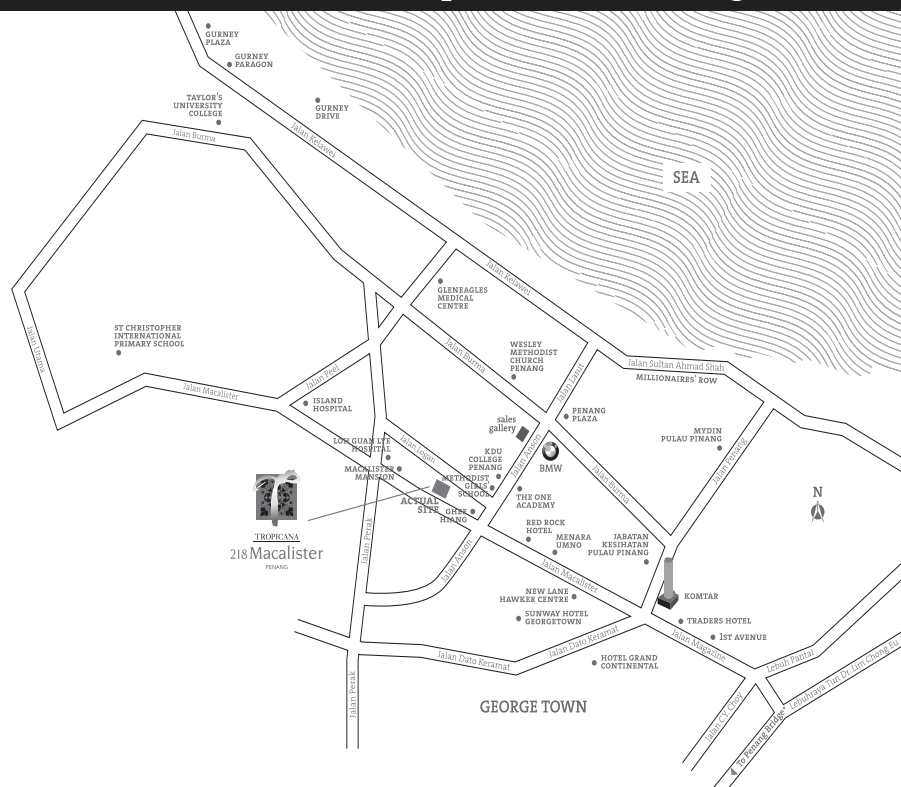 GURNEY
PLAZA
GURNEY
PARAGON
TAYLOR'S
UNIVERSITY
COLLEGE
GURNEY
DRIVE
Jalan Burma
Jalan Kelawei
SEA
Jalan Kelawei
GLENEAGLES
MEDICAL
CENTRE
ST CHRISTOPHER
INTERNATIONAL
PRIMARY SCHOOL
Jalan Utama
Jalan Macalister
Jalan Peel
ISLAND
HOSPITAL
Jalan Burma
WESLEY
METHODIST
CHURCH
PENANG
Jalan Larut
Jalan Sultan Ahmad Shah
MILLIONAIRES' ROW
PENANG
PLAZA
sales
gallery
MYDIN
PULAU PINANG
Jalan Penang
LOH GUAN LYE
HOSPITAL
Jalan Logan
MACALISTER
MANSION
KDU
COLLEGE
PENANG
Jalan Anson
BMW
METHODIST
GIRLS'
SCHOOL
Jalan Burma
ACTUAL
SITE
GHEE
HIANG
THE ONE
ACADEMY
N
TROPICANA
218 Macalister
PENANG
Jalan Perak
Jalan Anson
RED ROCK
HOTEL
MENARA
UMNO
JABATAN
KESIHATAN
PULAU PINANG
Jalan Macalister
NEW LANE
HAWKER CENTRE
KOMTAR
SUNWAY HOTEL
GEORGETOWN
TRADERS HOTEL
1ST AVENUE
Jalan Magazine
Jalan Dato Keramat
Jalan Dato Keramat
HOTEL GRAND
CONTINENTAL
Lebuh Pantai
Lebuhraya Tun Dr. Lim Chong Eu
Jalan Perak
GEORGE TOWN
Jalan C.Y. Choy
To Penang Bridge